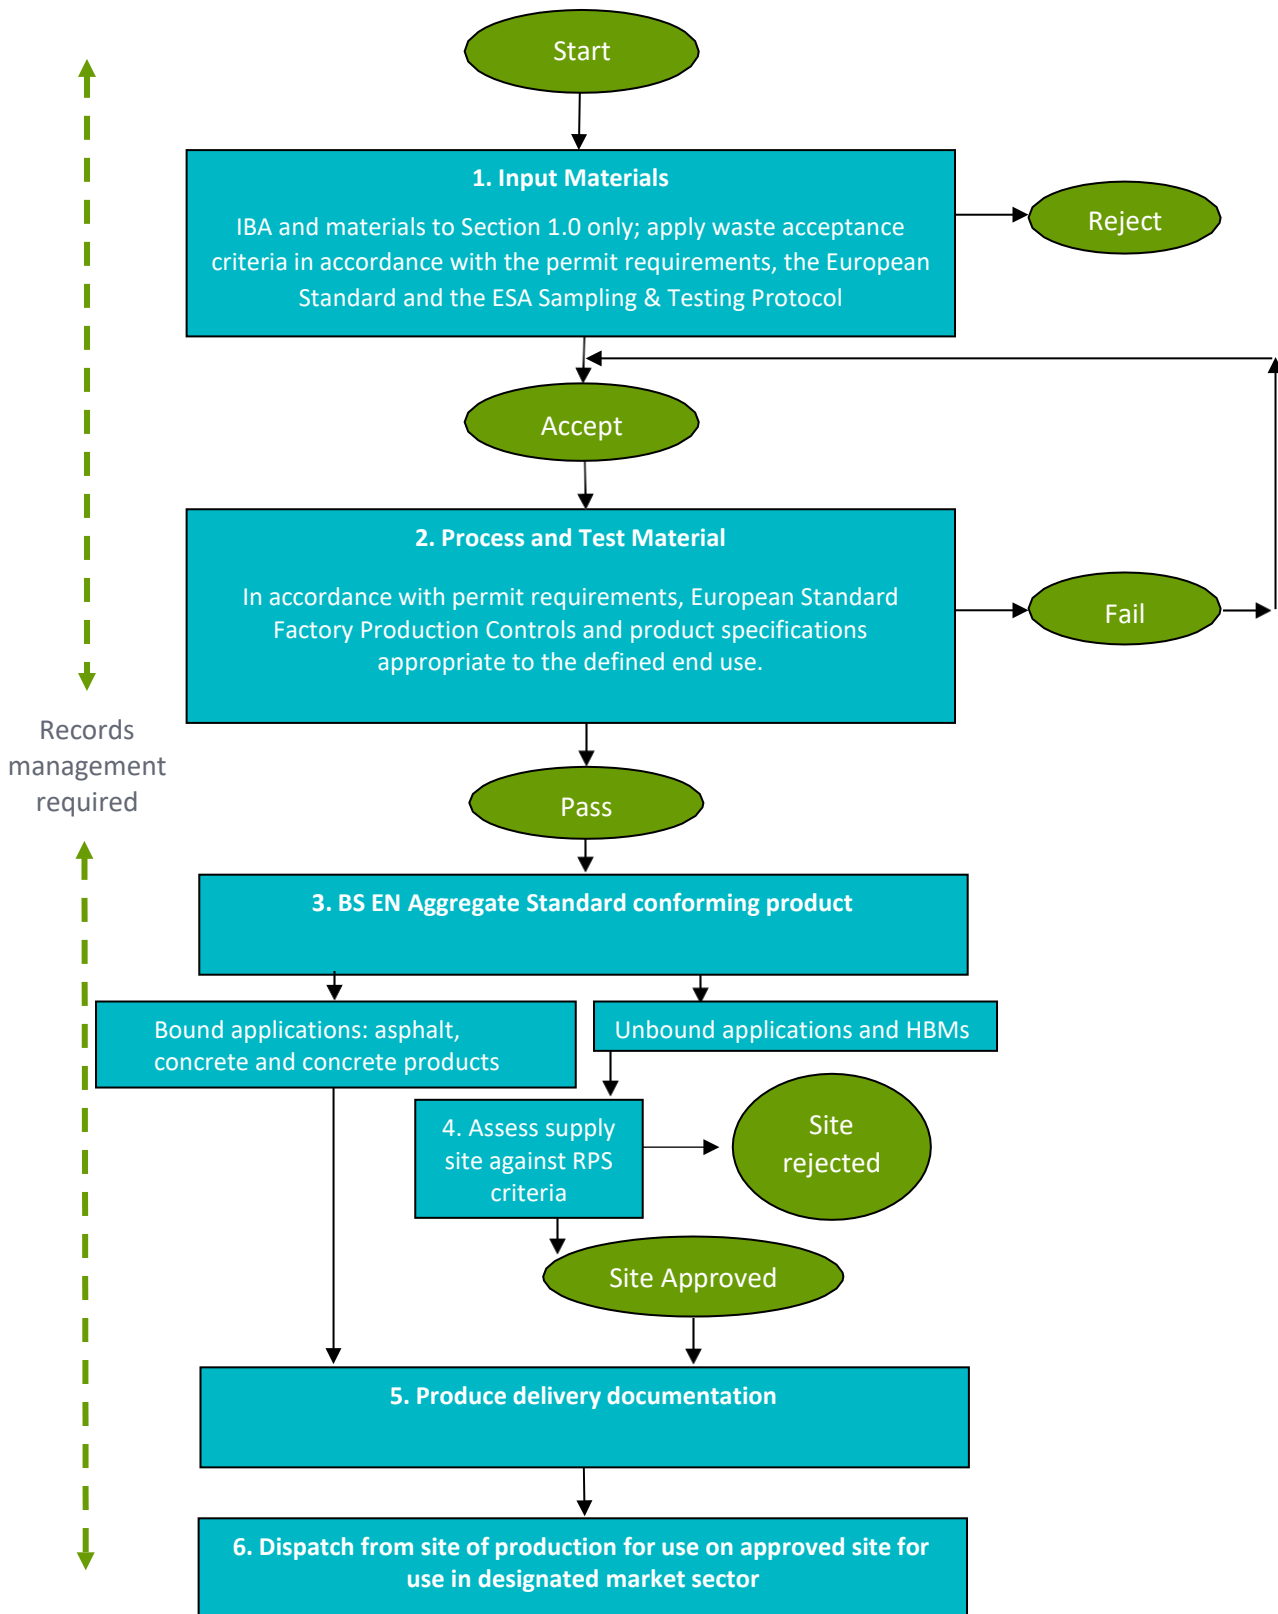 Start
1. Input Materials
IBA and materials to Section 1.0 only; apply waste acceptance
criteria in accordance with the permit requirements, the European
Standard and the ESA Sampling & Testing Protocol
Reject
Accept
2. Process and Test Material
In accordance with permit requirements, European Standard
Factory Production Controls and product specifications
appropriate to the defined end use.
Fail
Records
management
required
Pass
3. BS EN Aggregate Standard conforming product
Bound applications: asphalt,
concrete and concrete products
Unbound applications and HBMs
4. Assess supply
site against RPS
criteria
Site
rejected
Site Approved
5. Produce delivery documentation
6. Dispatch from site of production for use on approved site for
use in designated market sector